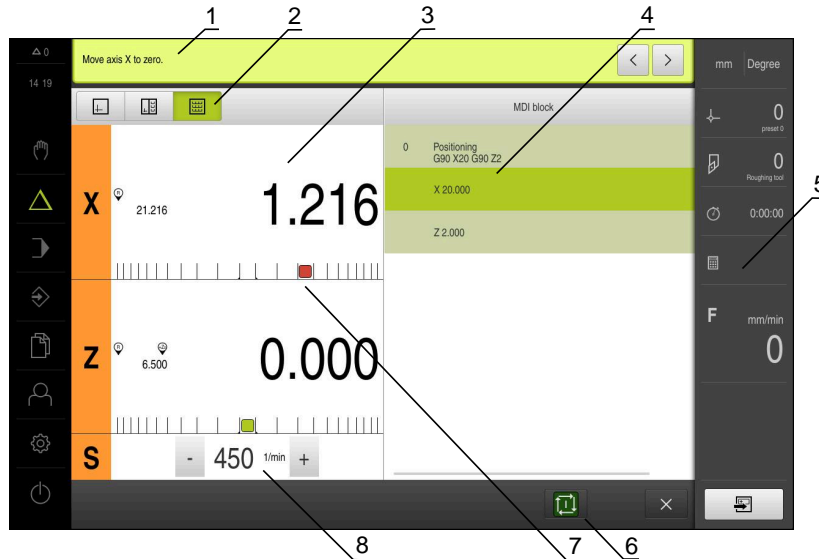 1
2
3
4
0
14 19
Move axis X to zero.
mm Degree
MDI block
0
preset 0
0 Positioning
G90 X20 G90 Z2
X R 21.216 1.216
X 20.000
0
Roughing tool
5
0:00:00
Z 2.000
F mm/min
0
Z R 6.500 0.000
S - 450 1/min +
8
7
6